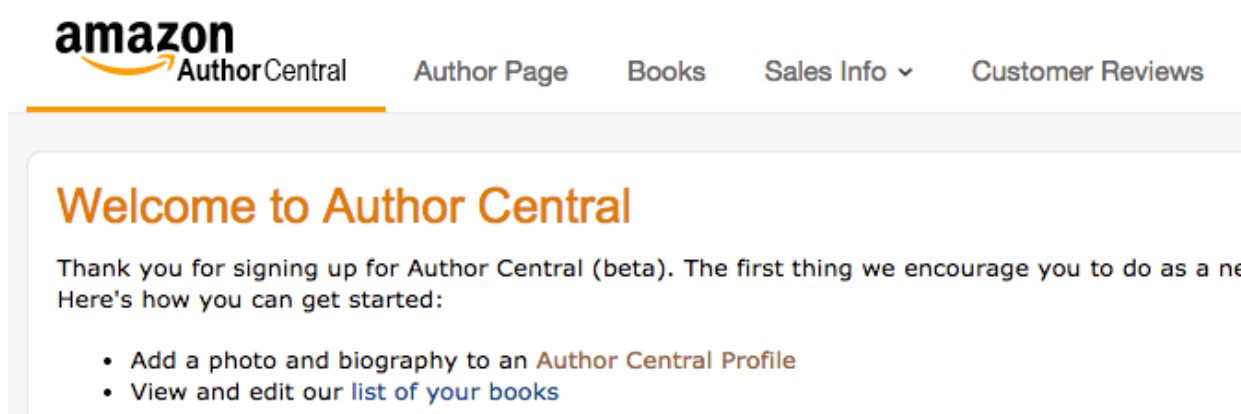 amazon
AuthorCentral Author Page Books Sales Info Customer Reviews
Welcome to Author Central
Thank you for signing up for Author Central (beta). The first thing we encourage you to do as a
Here's how you can get started:
• Add a photo and biography to an Author Central Profile
• View and edit our list of your books